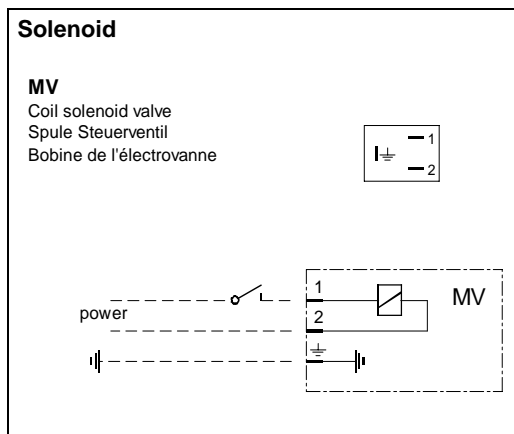 Solenoid
MV
Coil solenoid valve
Spule Steuerventil
Bobine de l'électrovanne
1
2
1
MV
power
2